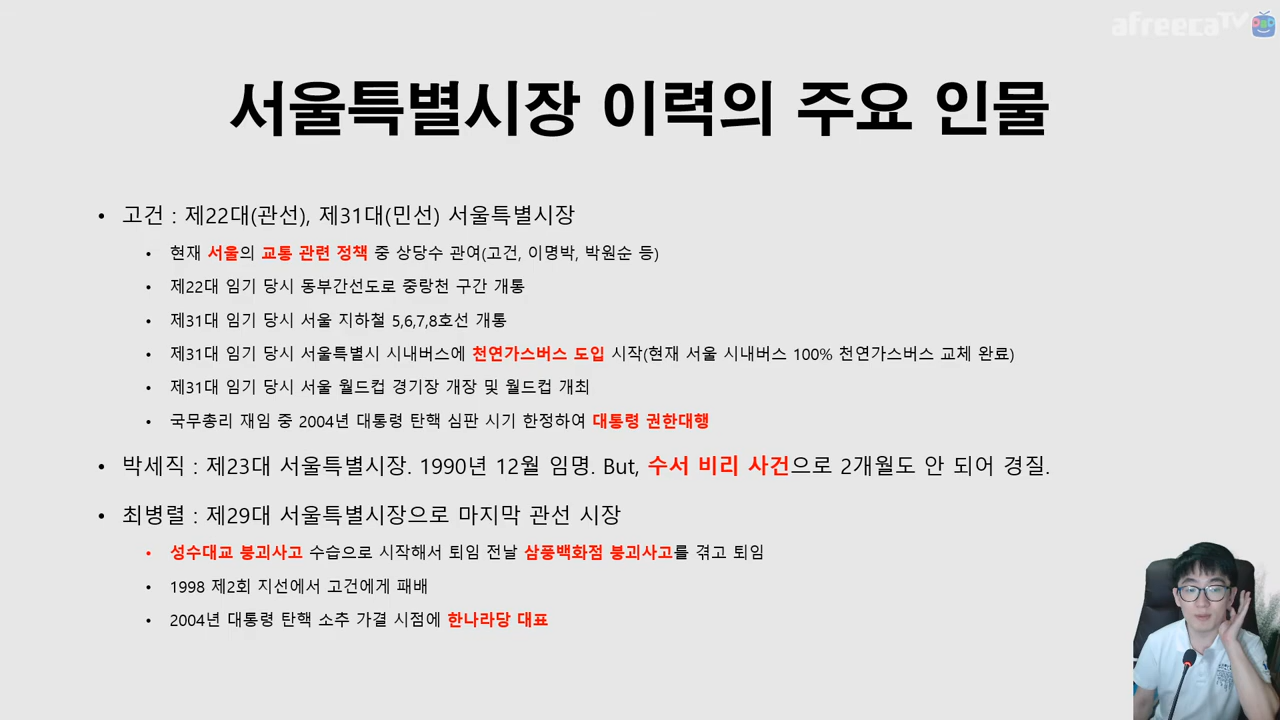 afreecaTV
서울특별시장 이력의 주요 인물
• 고건 : 제22대(관선), 제31대(민선) 서울특별시장
• 현재 서울의 교통 관련 정책 중 상당수 관여(고건, 이명박, 박원순 등)
• 제22대 임기 당시 동부간선도로 중랑천 구간 개통
• 제31대 임기 당시 서울 지하철 5,6,7,8호선 개통
• 제31대 임기 당시 서울특별시 시내버스에 천연가스버스 도입 시작(현재 서울 시내버스 100% 천연가스버스 교체 완료)
• 제31대 임기 당시 서울 월드컵 경기장 개장 및 월드컵 개최
• 국무총리 재임 중 2004년 대통령 탄핵 심판 시기 한정하여 대통령 권한대행
• 박세직 : 제23대 서울특별시장. 1990년 12월 임명. But, 수서 비리 사건으로 2개월도 안 되어 경질.
• 최병렬 : 제29대 서울특별시장으로 마지막 관선 시장
• 성수대교 붕괴사고 수습으로 시작해서 퇴임 전날 삼풍백화점 붕괴사고를 겪고 퇴임
• 1998 제2회 지선에서 고건에게 패배
• 2004년 대통령 탄핵 소추 가결 시점에 한나라당 대표